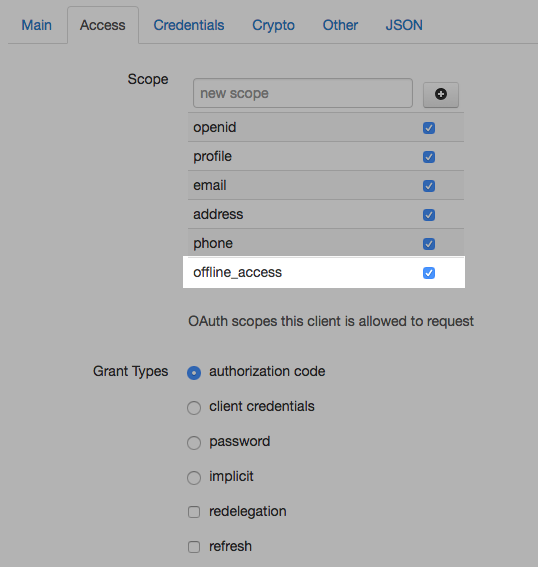 Main Access Credentials Crypto Other JSON
Scope
new scope
openid
profile
email
address
phone
offline_access
OAuth scopes this client is allowed to request
Grant Types authorization code
client credentials
password
implicit
redelegation
refresh